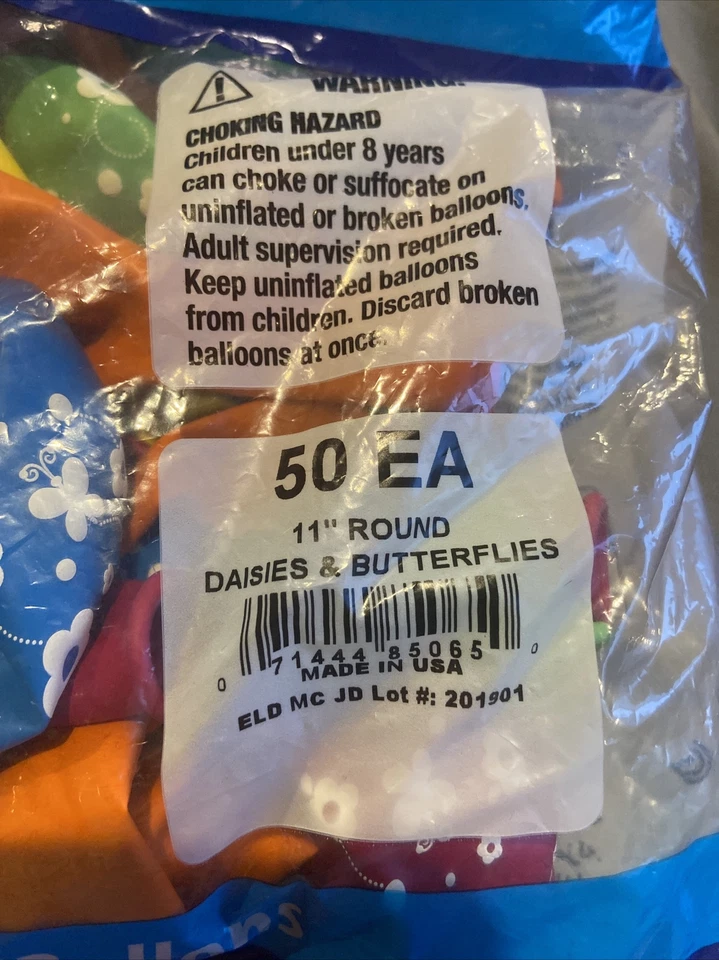 WARNING:
CHOKING HAZARD
Children under 8 years
can choke or suffocate on
uninflated or broken balloons.
Adult supervision required.
Keep uninflated balloons
from children. Discard broken
balloons at once.
50 EA
11" ROUND
DAISIES & BUTTERFLIES
0 71444 85065 0
MADE IN USA
ELD MC JD Lot #: 201901